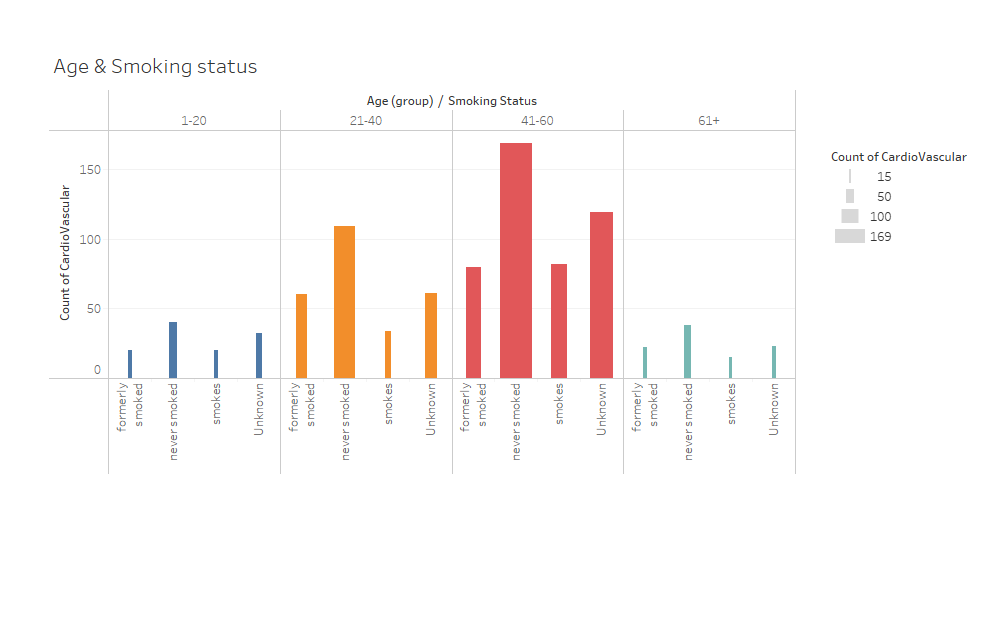 Age & Smoking status
Age (group) / Smoking Status
1-20 21-40 41-60 61+
Count of CardioVascular
150
100
50
0
formerly smoked
never smoked
smokes
Unknown
formerly smoked
never smoked
smokes
Unknown
formerly smoked
never smoked
smokes
Unknown
formerly smoked
never smoked
smokes
Unknown
Count of CardioVascular
15
50
100
169